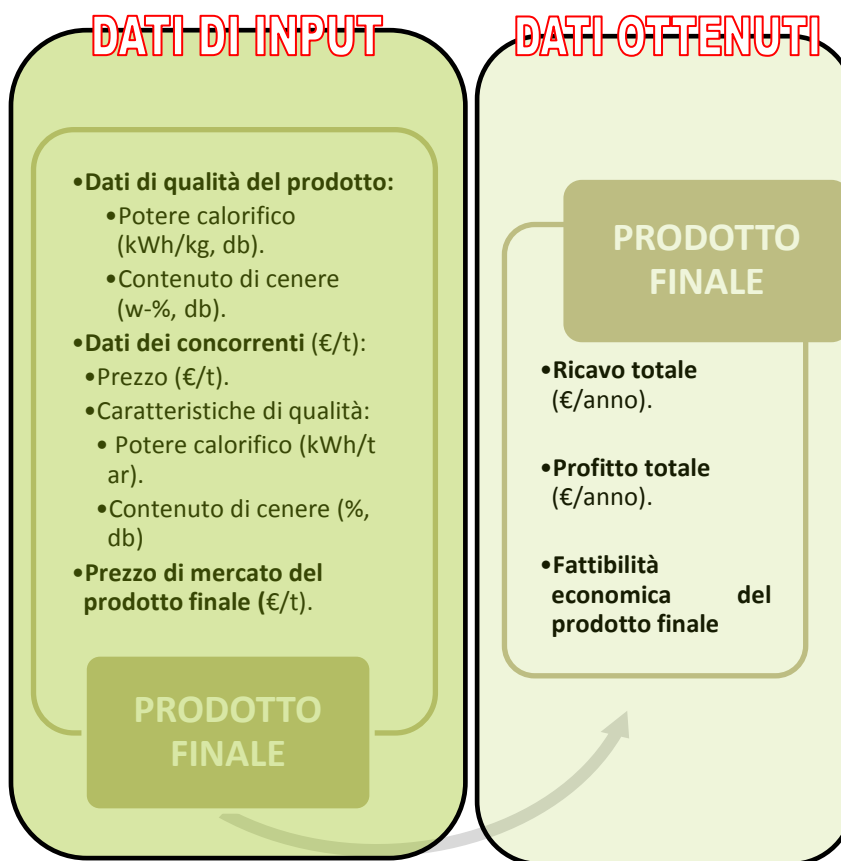 DATI DI INPUT
•Dati di qualità del prodotto:
•Potere calorifico
(kWh/kg, db).
•Contenuto di cenere
(w-%, db).
•Dati dei concorrenti (€/t):
•Prezzo (€/t).
•Caratteristiche di qualità:
• Potere calorifico (kWh/t
ar).
•Contenuto di cenere (%,
db)
•Prezzo di mercato del
prodotto finale (€/t).
PRODOTTO
FINALE
DATI OTTENUTI
PRODOTTO
FINALE
•Ricavo totale
(€/anno).
•Profitto totale
(€/anno).
•Fattibilità
economica del
prodotto finale